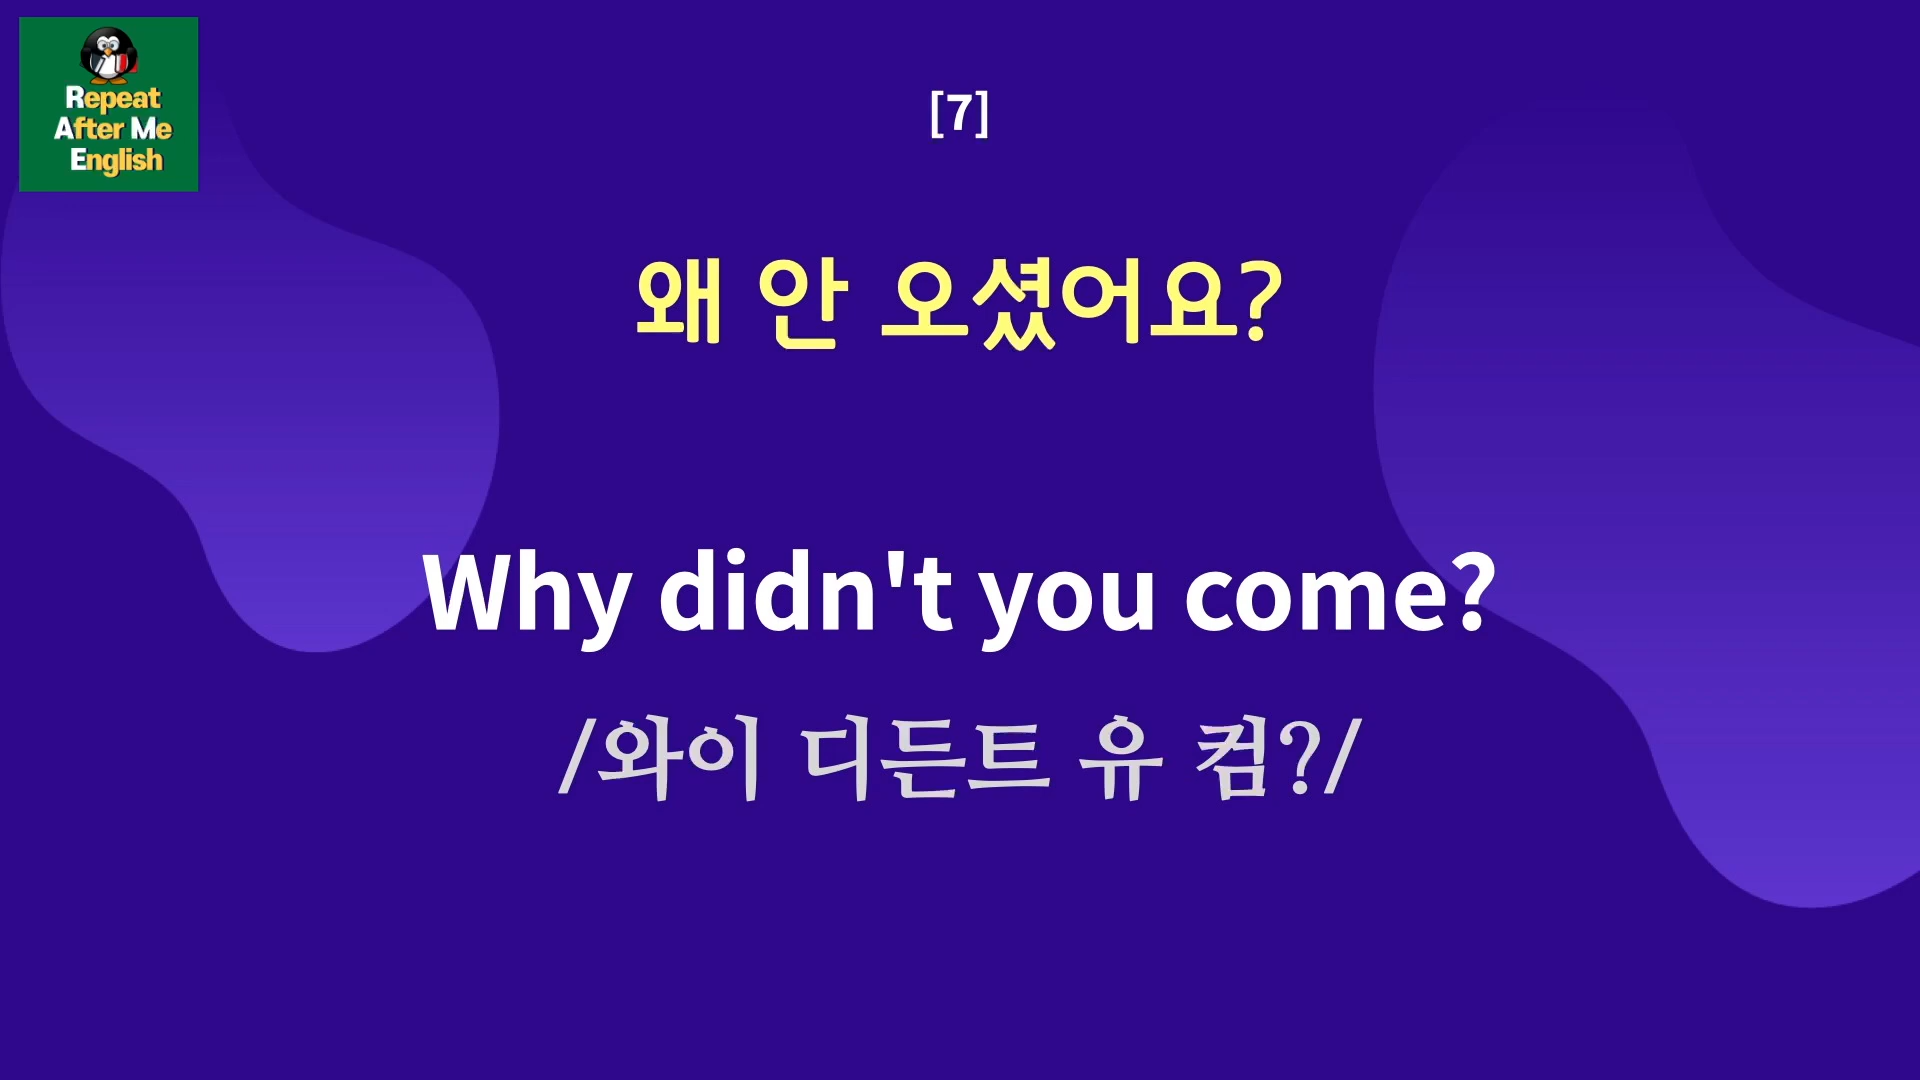 Repeat
After Me
English
[7]
왜 안 오셨어요?
Why didn't you come?
/와이 디든트 유 컴?/